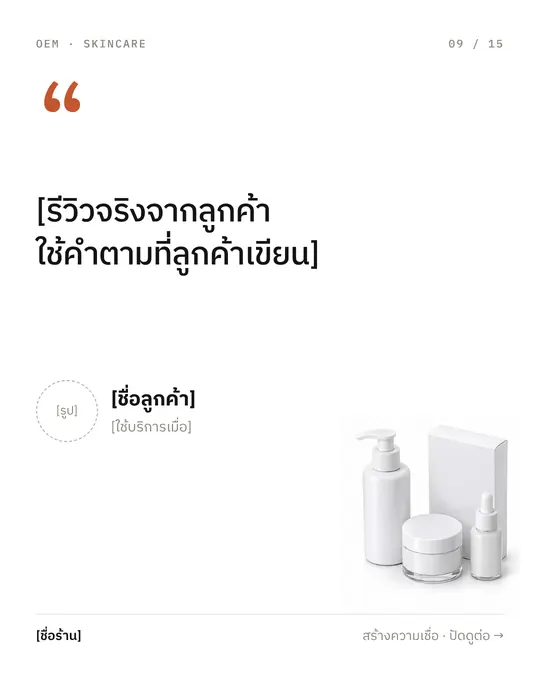 OEM · SKINCARE
09 / 15
“
[รีวิวจริงจากลูกค้า
ใช้คำตามที่ลูกค้าเขียน]
[รูป]
[ชื่อลูกค้า]
[ใช้บริการเมื่อ]
[ชื่อร้าน]
สร้างความเชื่อ · ปัดดูต่อ →